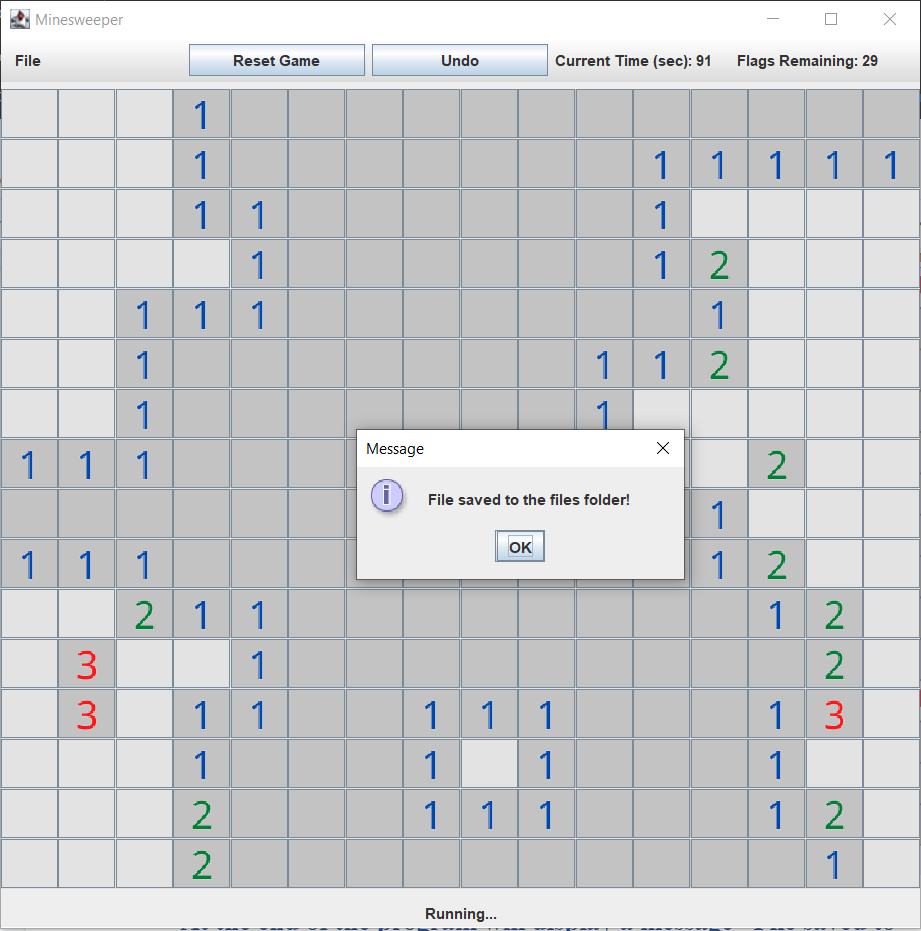 Minesweeper
File Reset Game Undo Current Time (sec): 91 Flags Remaining: 29
1
1 1 1 1 1 1
1 1 1
1 1 2
1 1 1 1
1 1 1 2
1 1
1 1 1 2
1
1 1 1 1 2
2 1 1 1 2
3 1 2
3 1 1 1 1 1 1 3
1 1 1 1
2 1 1 1 1 2
2 1
Message
File saved to the files folder!
OK
Running...